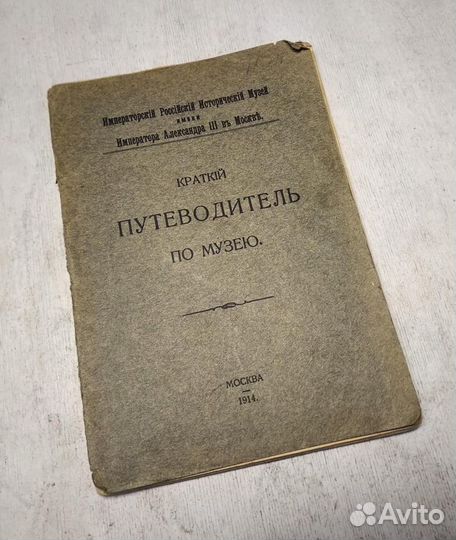 Императорскій Россійскій Историческій Музей
имени
Императора Александра III въ Москвѣ.
КРАТКІЙ
ПУТЕВОДИТЕЛЬ
ПО МУЗЕЮ.
МОСКВА
1914.
Avito